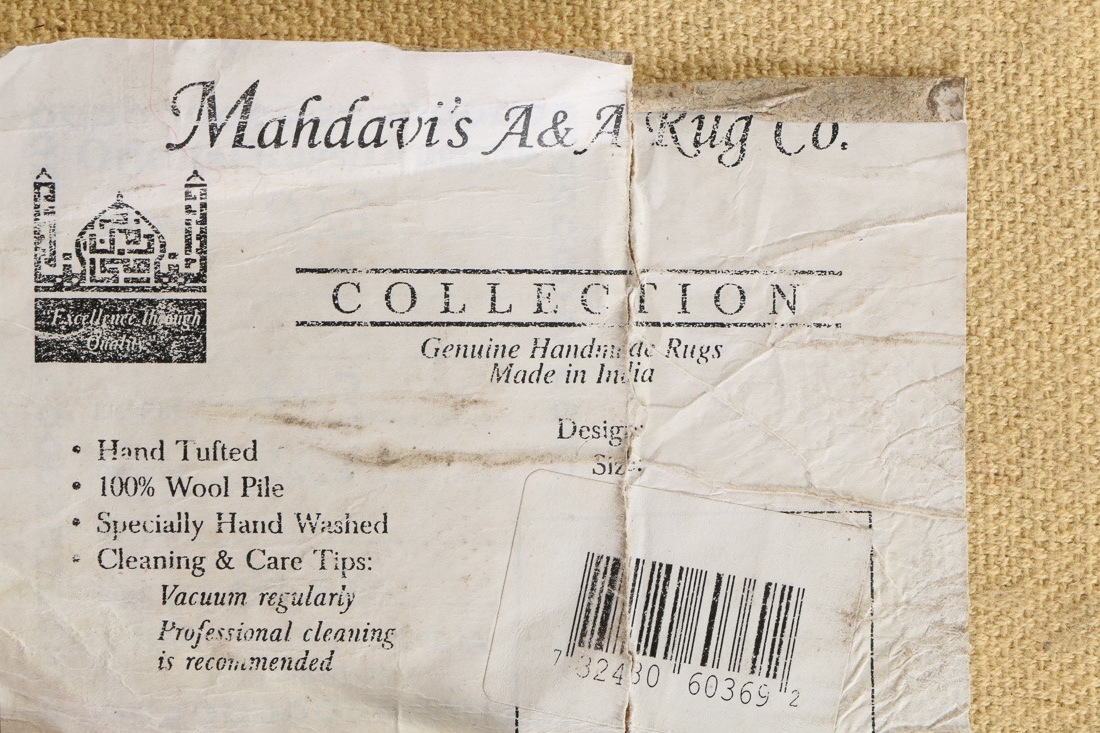 Mahdavi's A&A Rug Co.
Excellence Through
Quality
COLLECTION
Genuine Handmade Rugs
Made in India
Design:
Size:
• Hand Tufted
• 100% Wool Pile
• Specially Hand Washed
• Cleaning & Care Tips:
Vacuum regularly
Professional cleaning
is recommended
7 32430 60369 2